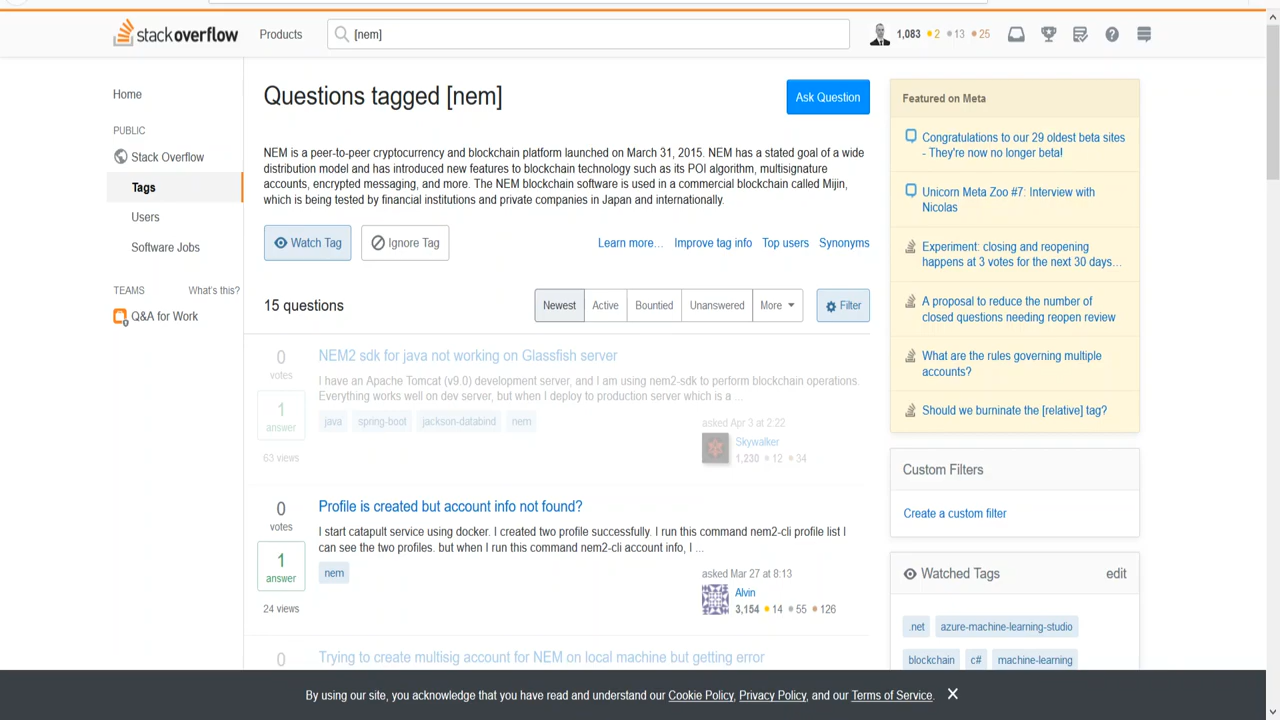 stackoverflow
Products
[nem]
1,083 2 13 25
Home
PUBLIC
Stack Overflow
Tags
Users
Software Jobs
TEAMS What's this?
Q&A for Work
Questions tagged [nem]
Ask Question
NEM is a peer-to-peer cryptocurrency and blockchain platform launched on March 31, 2015. NEM has a stated goal of a wide
distribution model and has introduced new features to blockchain technology such as its POI algorithm, multisignature
accounts, encrypted messaging, and more. The NEM blockchain software is used in a commercial blockchain called Mijin,
which is being tested by financial institutions and private companies in Japan and internationally.
Watch Tag
Ignore Tag
Learn more… Improve tag info Top users Synonyms
15 questions
Newest Active Bountied Unanswered More
Filter
0
votes
1
answer
63 views
NEM2 sdk for java not working on Glassfish server
I have an Apache Tomcat (v9.0) development server, and I am using nem2-sdk to perform blockchain operations.
Everything works well on dev server, but when I deploy to production server which is a ...
java spring-boot jackson-databind nem
asked Apr 3 at 2:22
Skywalker
1,230 12 34
0
votes
1
answer
24 views
Profile is created but account info not found?
I start catapult service using docker. I created two profile successfully. I run this command nem2-cli profile list I
can see the two profiles. but when I run this command nem2-cli account info, I ...
nem
asked Mar 27 at 8:13
Alvin
3,154 14 55 126
0
Trying to create multisig account for NEM on local machine but getting error
Featured on Meta
Congratulations to our 29 oldest beta sites
- They're now no longer beta!
Unicorn Meta Zoo #7: Interview with
Nicolas
Experiment: closing and reopening
happens at 3 votes for the next 30 days…
A proposal to reduce the number of
closed questions needing reopen review
What are the rules governing multiple
accounts?
Should we burninate the [relative] tag?
Custom Filters
Create a custom filter
Watched Tags edit
.net azure-machine-learning-studio
blockchain c# machine-learning
By using our site, you acknowledge that you have read and understand our Cookie Policy, Privacy Policy, and our Terms of Service.